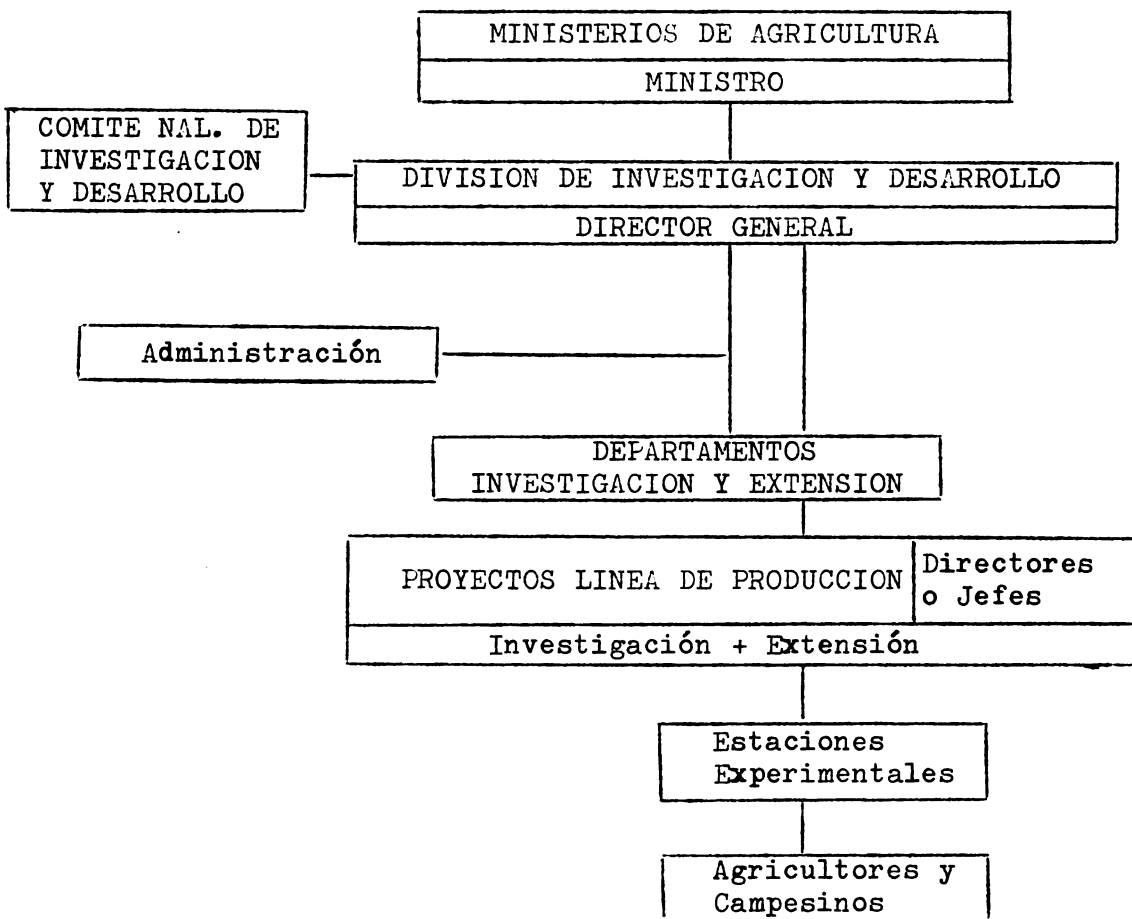 MINISTERIOS DE AGRICULTURA
MINISTRO
COMITE NAL. DE
INVESTIGACION
Y DESARROLLO
DIVISION DE INVESTIGACION Y DESARROLLO
DIRECTOR GENERAL
Administración
DEPARTAMENTOS
INVESTIGACION Y EXTENSION
PROYECTOS LINEA DE PRODUCCION
Directores
o Jefes
Investigación + Extensión
Estaciones
Experimentales
Agricultores y
Campesinos